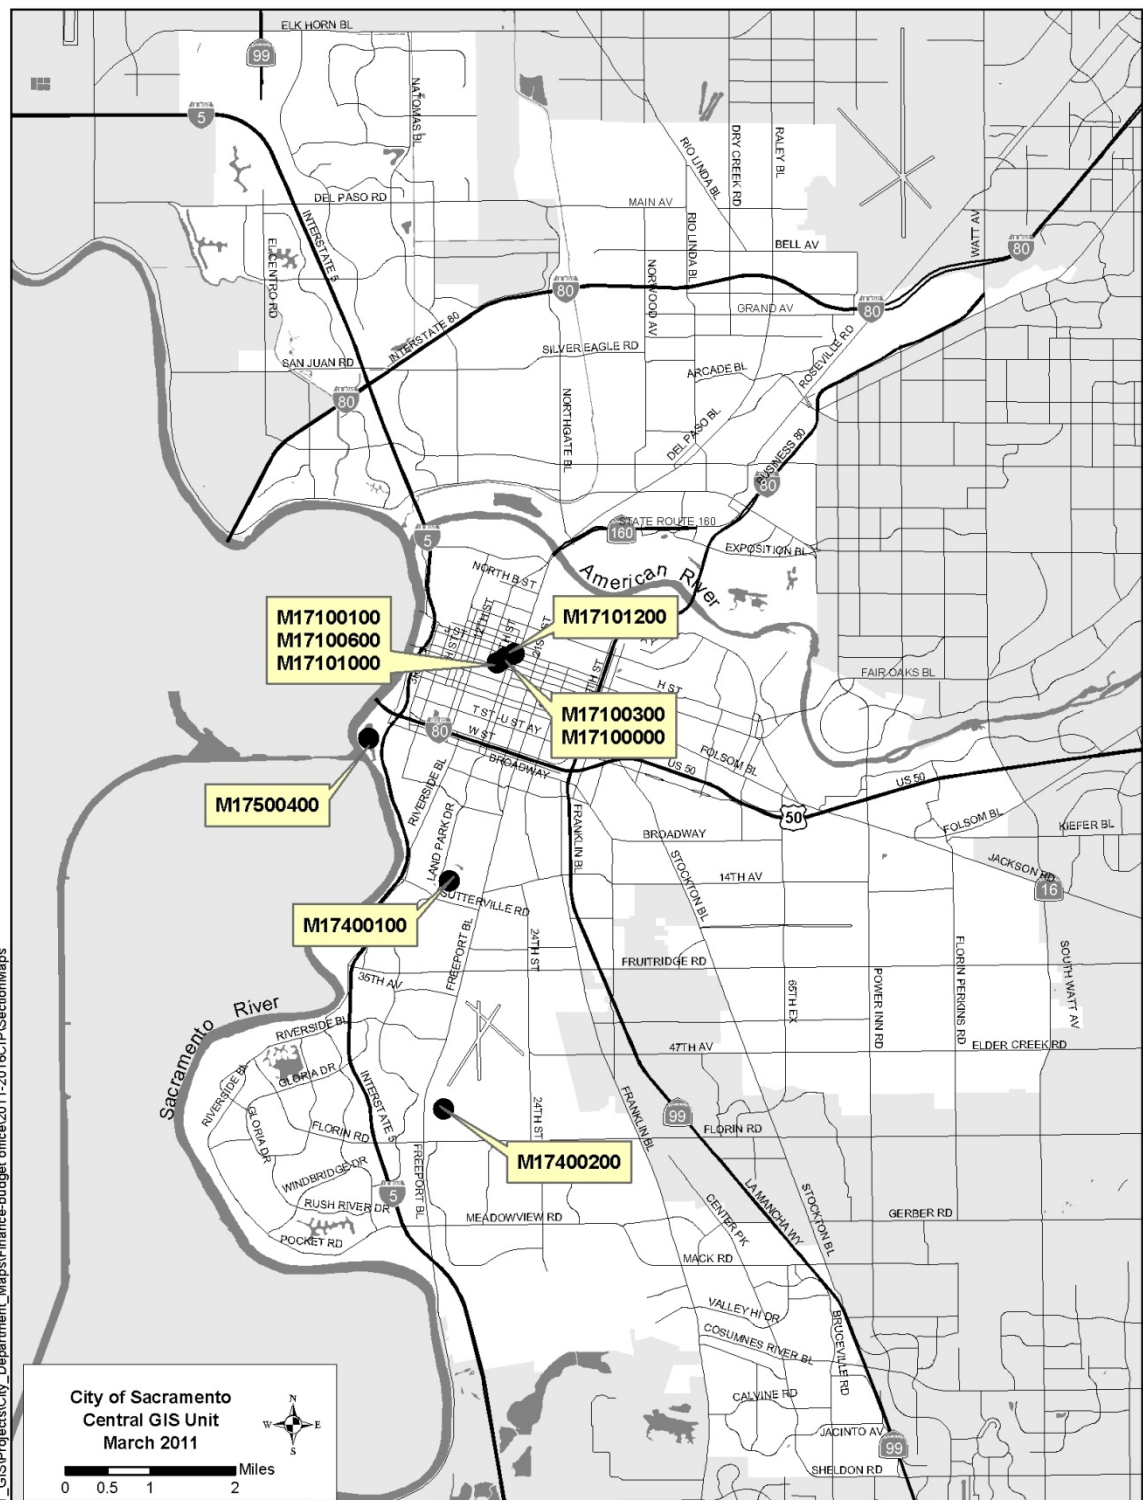 ELK HORN BL
99
5
NATOMAS BL
DEL PASO RD
INTERSTATE 5
EL CENTRO RD
RIO LINDA BL
DRY CREEK RD
RALEY BL
MAIN AV
RIO LINDA BL
BELL AV
WATT AV
80
NORWOOD AV
80
GRAND AV
80
INTERSTATE 80
SILVER EAGLE RD
SAN JUAN RD
ARCADE BL
ROSEVILLE RD
80
NORTHGATE BL
DEL PASO BL
BUSINESS 80
80
STATE ROUTE 160
160
5
EXPOSITION BL
NORTH B ST
American River
M17100100
M17100600
M17101000
M17101200
12TH ST
J ST
21ST ST
H ST
FAIR OAKS BL
M17100300
M17100000
T ST-U ST AY
W ST
80
BROADWAY
FOLSOM BL
US 50
US 50
M17500400
RIVERSIDE BL
LAND PARK DR
FRANKLIN BL
50
BROADWAY
STOCKTON BL
FOLSOM BL
KIEFER BL
JACKSON RD
16
14TH AV
SUTTERVILLE RD
M17400100
FREEPORT BL
24TH ST
FRUITRIDGE RD
65TH EX
POWER INN RD
FLORIN PERKINS RD
SOUTH WATT AV
35TH AV
Sacramento River
RIVERSIDE BL
RIVERSIDE BL
GLORIA DR
GLORIA DR
INTERSTATE 5
47TH AV
ELDER CREEK RD
24TH ST
FRANKLIN BL
99
FLORIN RD
FLORIN RD
M17400200
WINDBRIDGE DR
RUSH RIVER DR
5
FREEPORT BL
POCKET RD
MEADOWVIEW RD
CENTER PK
LA MANCHA WY
STOCKTON BL
GERBER RD
MACK RD
VALLEY HI DR
COSUMNES RIVER BL
BRUCEVILLE RD
CALVINE RD
JACINTO AV
99
SHELDON RD
City of Sacramento
Central GIS Unit
March 2011
N
W E
S
Miles
0 0.5 1 2